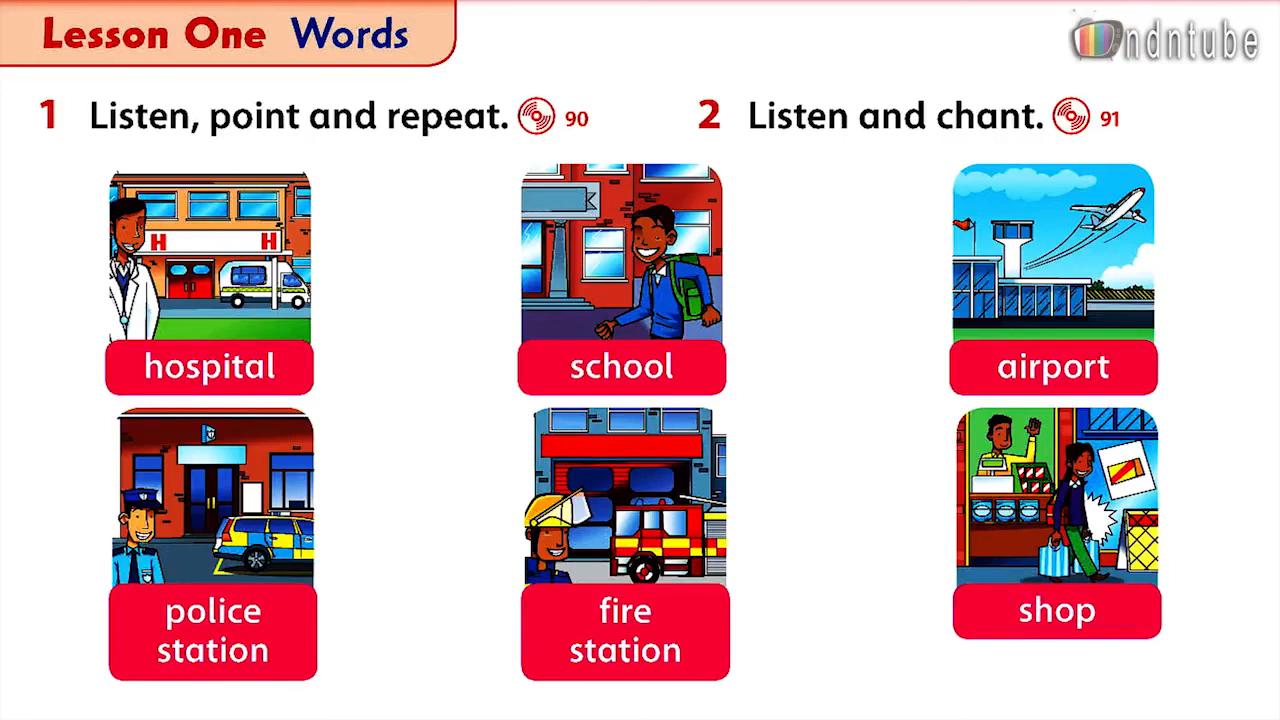 Lesson One Words
ndntube
1 Listen, point and repeat. 90
2 Listen and chant. 91
H H
hospital
school
airport
police
station
fire
station
shop